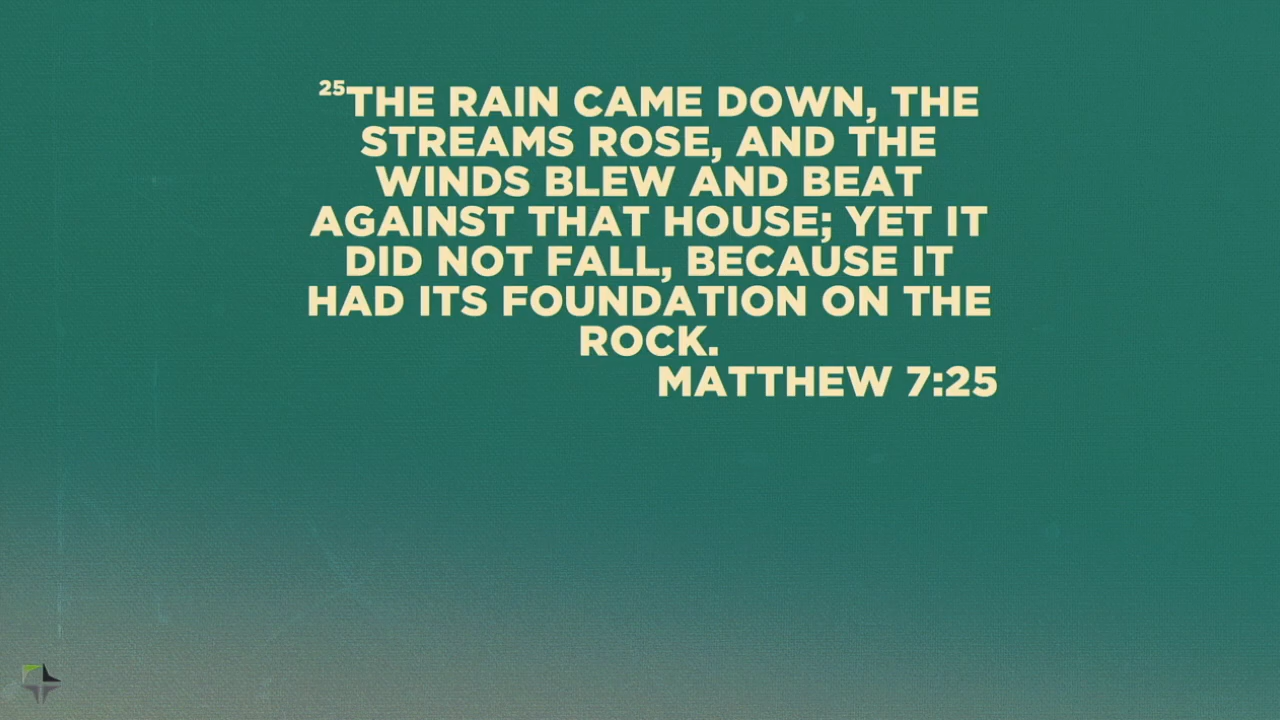 25THE RAIN CAME DOWN, THE
STREAMS ROSE, AND THE
WINDS BLEW AND BEAT
AGAINST THAT HOUSE; YET IT
DID NOT FALL, BECAUSE IT
HAD ITS FOUNDATION ON THE
ROCK.
MATTHEW 7:25